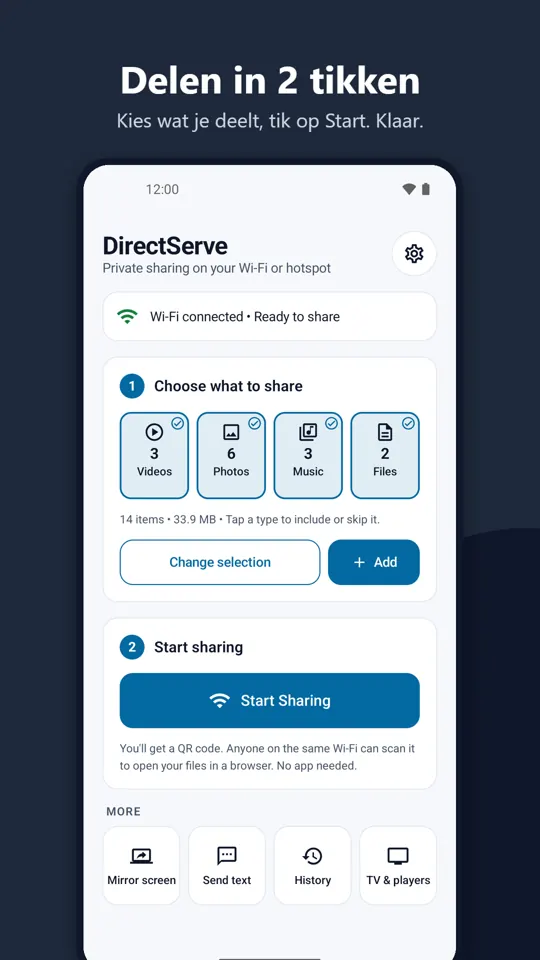 Delen in 2 tikken
Kies wat je deelt, tik op Start. Klaar.
12:00
DirectServe
Private sharing on your Wi-Fi or hotspot
Wi-Fi connected • Ready to share
1 Choose what to share
3 6 3 2
Videos Photos Music Files
14 items • 33.9 MB • Tap a type to include or skip it.
Change selection + Add
2 Start sharing
Start Sharing
You'll get a QR code. Anyone on the same Wi-Fi can scan it
to open your files in a browser. No app needed.
MORE
Mirror screen Send text History TV & players